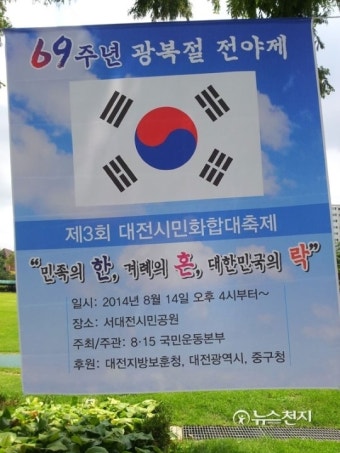 69주년 광복절 전야제
제3회 대전시민화합대축제
"민족의 한, 겨레의 혼, 대한민국의 락"
일시: 2014년 8월 14일 오후 4시부터~
장소: 서대전시민공원
주최/주관: 8·15 국민운동본부
후원: 대전지방보훈청, 대전광역시, 중구청
뉴스천지